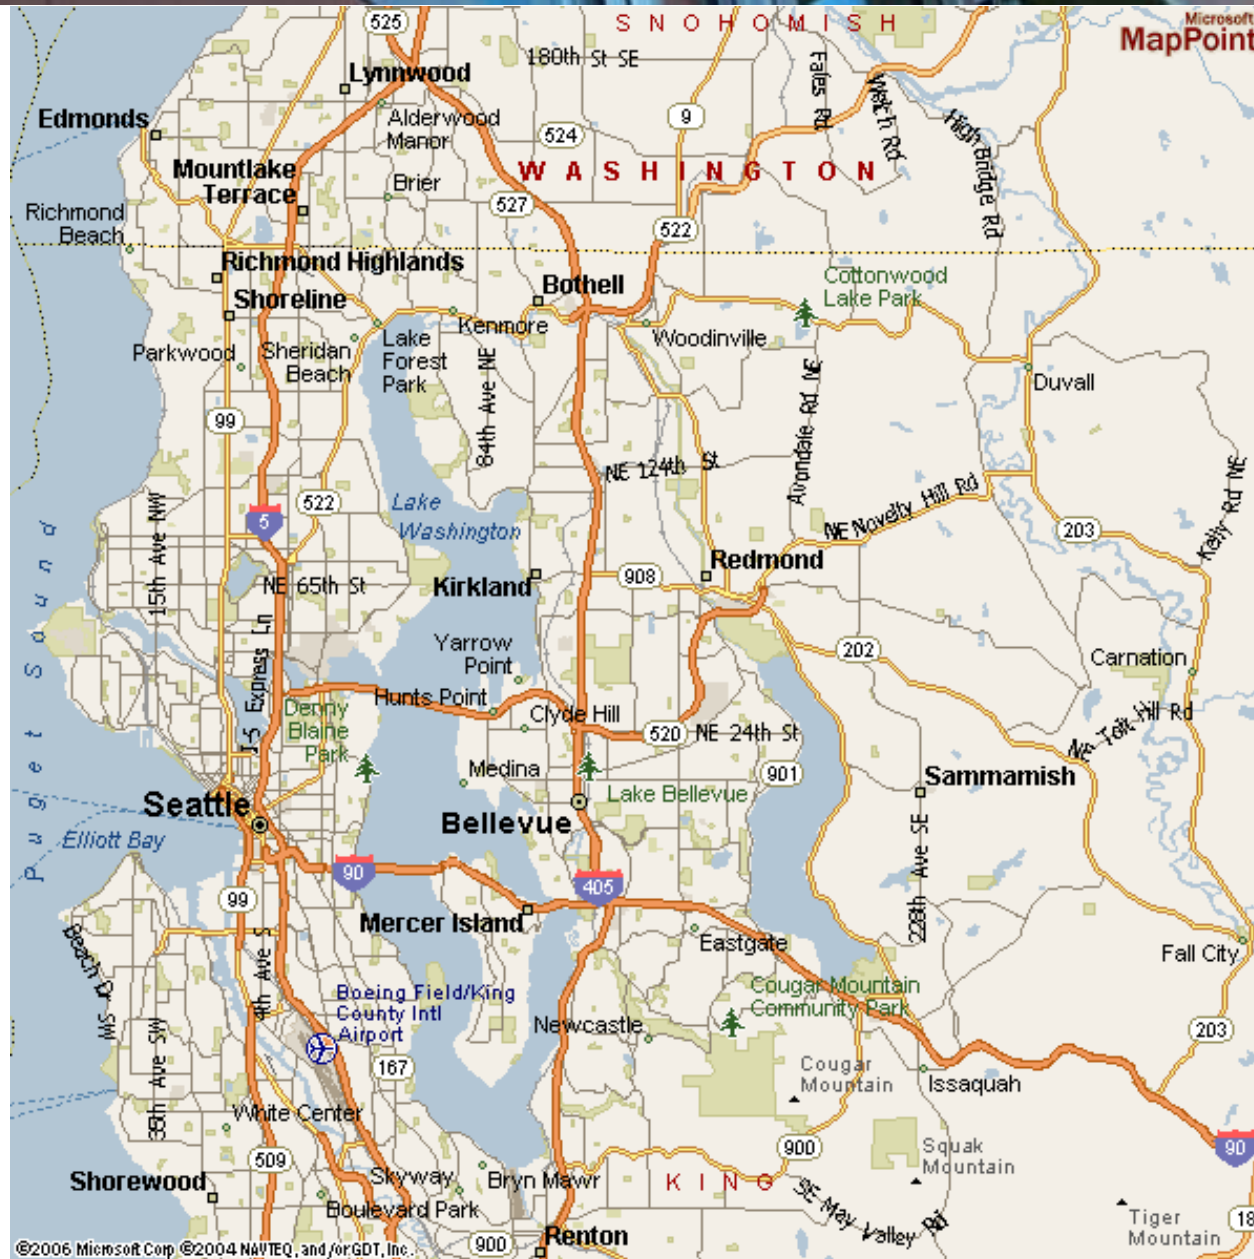 SNOHOMISH
Microsoft
MapPoint
525
180th St SE
Fales Rd
Welch Rd
Lynnwood
Edmonds
Alderwood
Manor
524
9
High Bridge Rd
WASHINGTON
Mountlake
Terrace
Brier
527
522
Richmond
Beach
Richmond Highlands
Cottonwood
Lake Park
Bothell
Shoreline
Kenmore
Woodinville
Parkwood
Sheridan
Beach
Lake
Forest
Park
84th Ave NE
Avondale Rd NE
Duvall
99
NE 124th St
Kelly Rd NE
15th Ave NW
522
Lake
Washington
NE Novelty Hill Rd
203
5
Redmond
NE 65th St
Kirkland
908
Puget Sound
I-5 Express Ln
Yarrow
Point
202
Carnation
Hunts Point
Denny
Blaine
Park
Clyde Hill
520
NE 24th St
Ne Tolt Hill Rd
Medina
901
Sammamish
Lake Bellevue
Seattle
Bellevue
Elliott Bay
90
405
228th Ave SE
99
Mercer Island
Eastgate
Fall City
Beach Dr SW
4th Ave S
Boeing Field/King
County Intl
Airport
Cougar Mountain
Community Park
Newcastle
203
35th Ave SW
167
Cougar
Mountain
Issaquah
White Center
900
90
509
Squak
Mountain
Shorewood
Skyway
Bryn Mawr
KING
SE May Valley Rd
Boulevard Park
Tiger
Mountain
18
900
Renton
©2006 Microsoft Corp ©2004 NAVTEQ, and/or GDT, Inc.